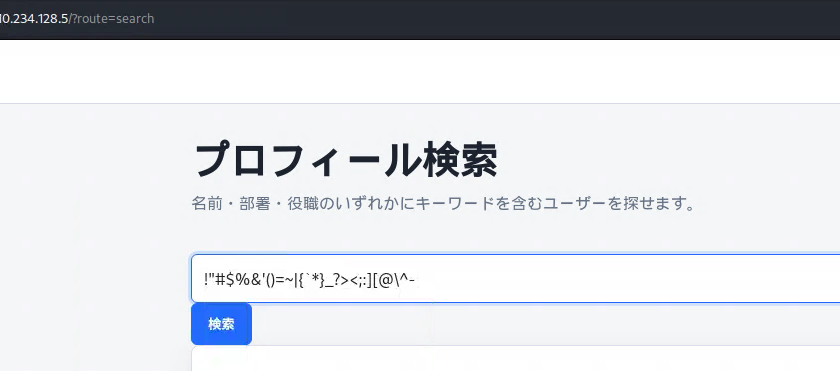 10.234.128.5/?route=search
プロフィール検索
名前・部署・役職のいずれかにキーワードを含むユーザーを探せます。
!"#$%&'()=~|{`*}_?><;:][@\^-
検索